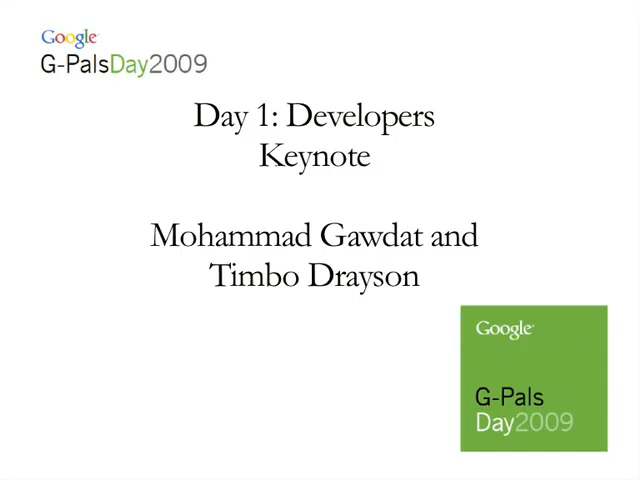 Google
G-PalsDay2009
Day 1: Developers
Keynote
Mohammad Gawdat and
Timbo Drayson
Google
G-Pals
Day2009